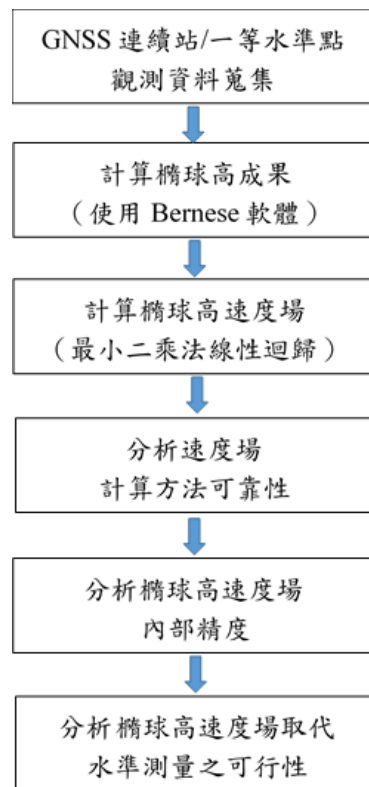 GNSS 連續站/一等水準點
觀測資料蒐集
計算橢球高成果
（使用 Bernese 軟體）
計算橢球高速度場
（最小二乘法線性迴歸）
分析速度場
計算方法可靠性
分析橢球高速度場
內部精度
分析橢球高速度場取代
水準測量之可行性